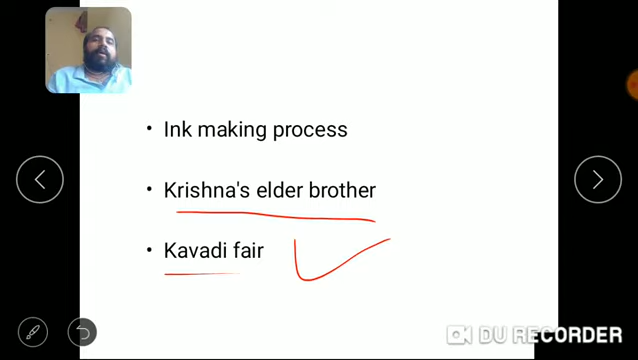 • Ink making process
• Krishna's elder brother
• Kavadi fair
DU RECORDER